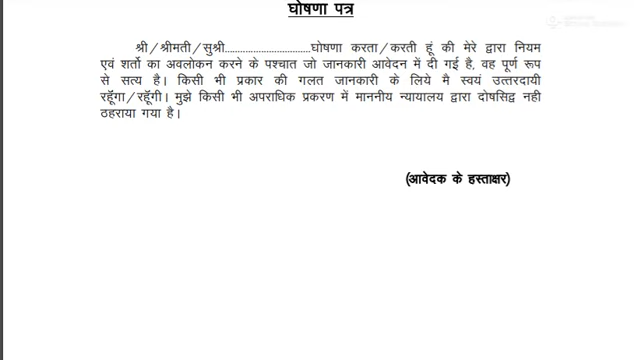 घोषणा पत्र
श्री/श्रीमती/सुश्री.................................घोषणा करता/करती हूं की मेरे द्वारा नियम
एवं शर्तो का अवलोकन करने के पश्चात जो जानकारी आवेदन में दी गई है, वह पूर्ण रूप
से सत्य है। किसी भी प्रकार की गलत जानकारी के लिये मै स्वयं उत्तरदायी
रहूॅगा/रहूॅगी। मुझे किसी भी अपराधिक प्रकरण में माननीय न्यायालय द्वारा दोषसिद्व नही
ठहराया गया है।
(आवेदक के हस्ताक्षर)